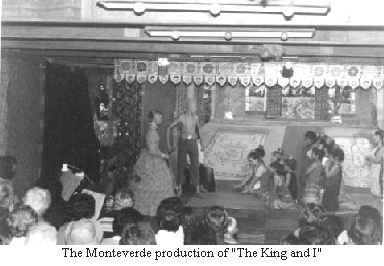 The Monteverde production of "The King and I"